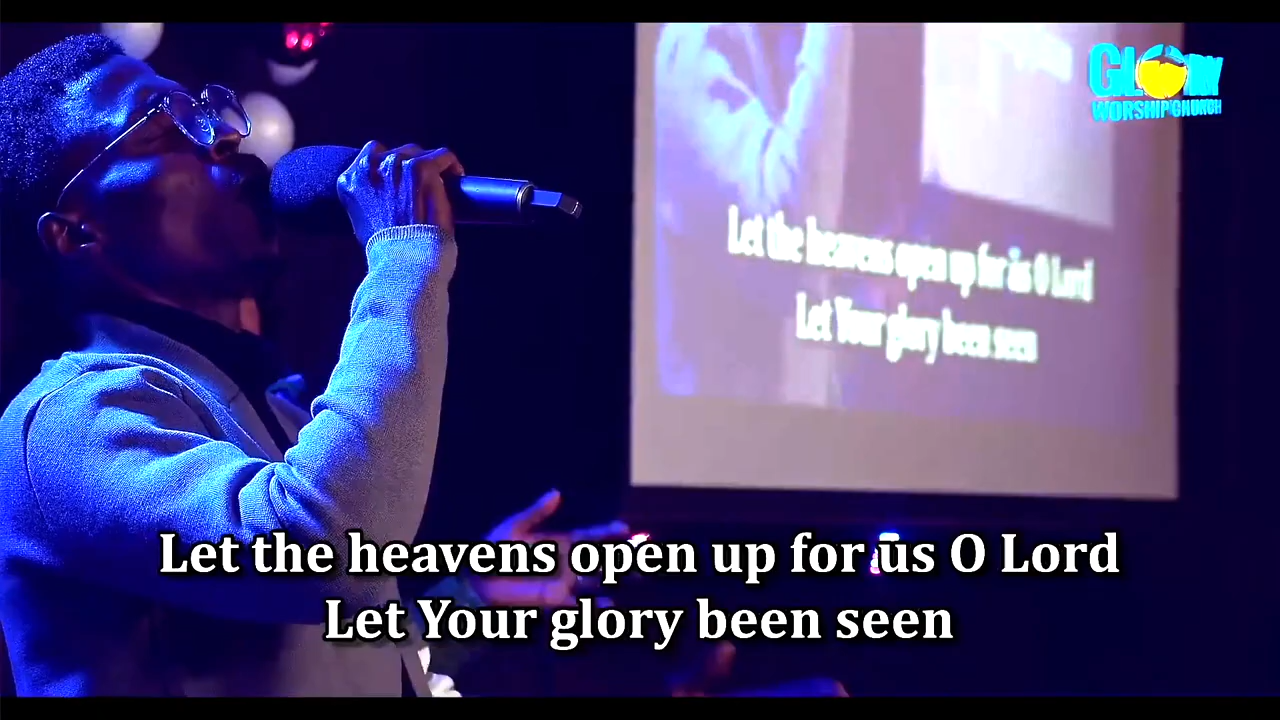 GLORY
WORSHIP CHURCH
Let the heavens open up for us O Lord
Let Your glory been seen
Let the heavens open up for us O Lord
Let Your glory been seen